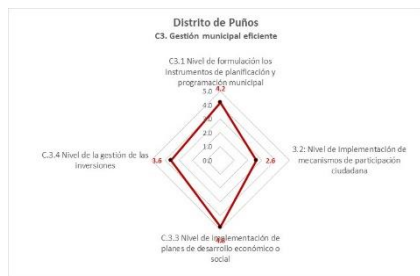 Distrito de Puños
C3. Gestión municipal eficiente
C3.1 Nivel de formulación los
instrumentos de planificación y
programación municipal
4.2
5.0
4.0
3.0
2.0
1.0
0.0
C.3.4 Nivel de la gestión de las
inversiones
3.6
2.6
3.2: Nivel de implementación de
mecanismos de participación
ciudadana
C.3.3 Nivel de implementación de
planes de desarrollo económico o
social
4.8